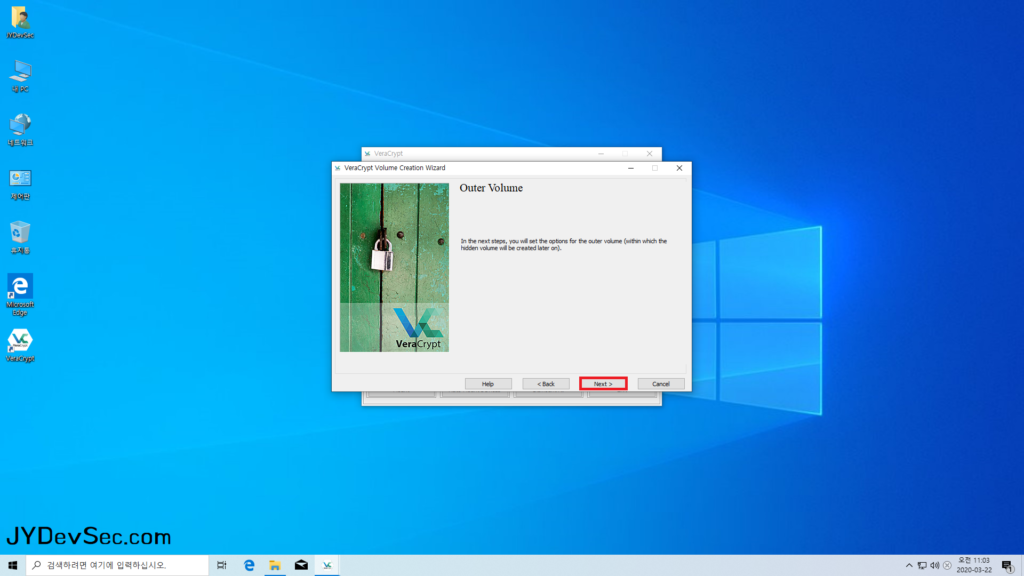 JYDevSec
내 PC
네트워크
제어판
휴지통
Microsoft
Edge
VeraCrypt
VeraCrypt
VeraCrypt Volume Creation Wizard
Outer Volume
In the next steps, you will set the options for the outer volume (within which the
hidden volume will be created later on).
VeraCrypt
Help
< Back
Next >
Cancel
JYDevSec.com
검색하려면 여기에 입력하십시오.
오전 11:03
2020-03-22
1